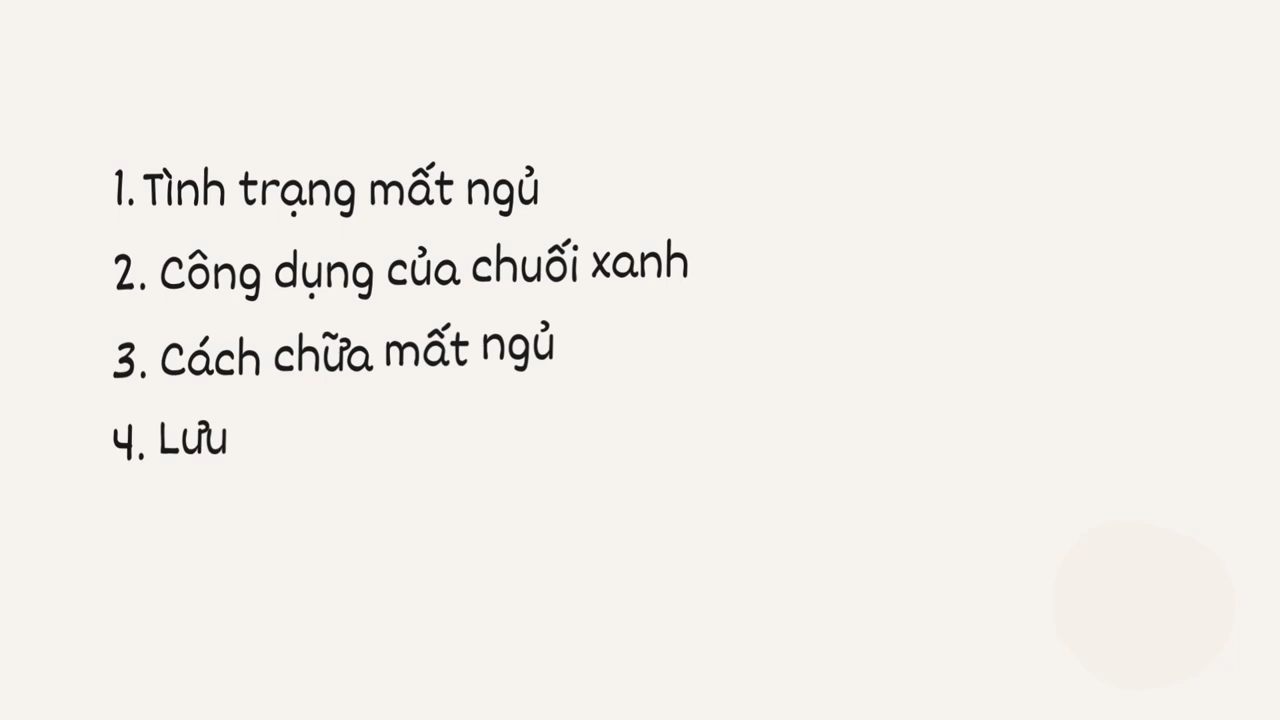 1. Tình trạng mất ngủ
2. Công dụng của chuối xanh
3. Cách chữa mất ngủ
4. Lưu